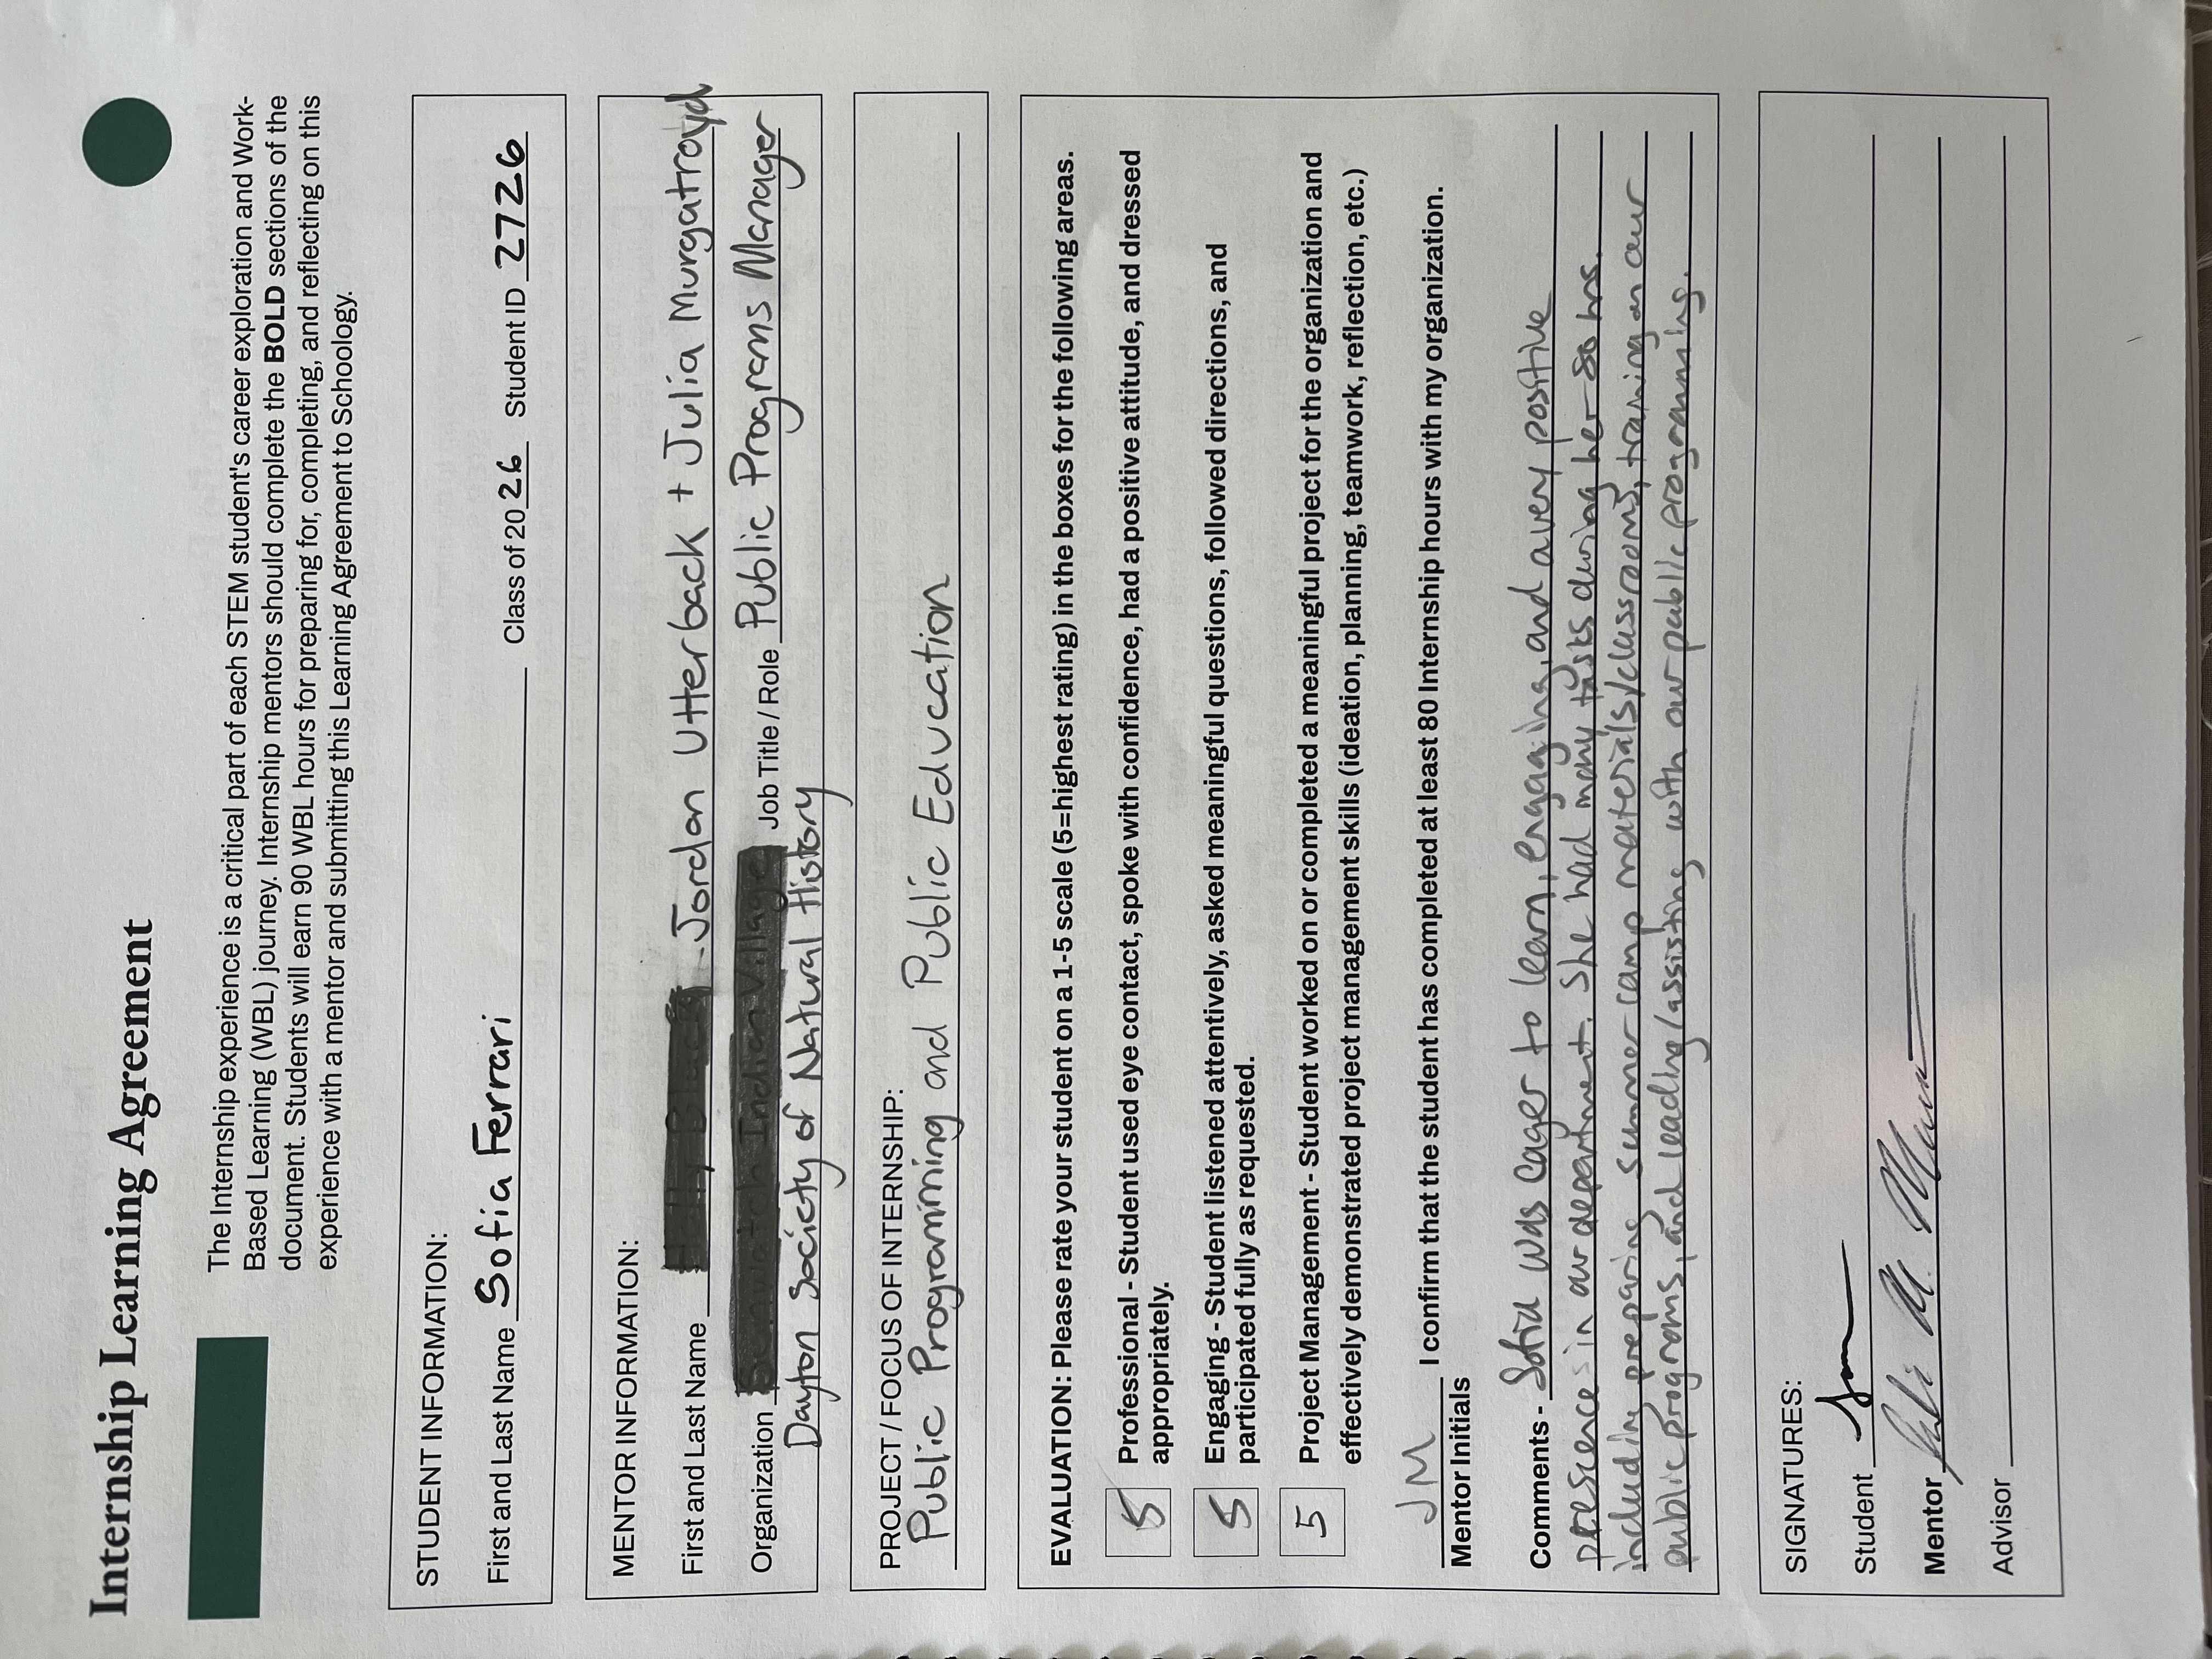 Internship Learning Agreement
The Internship experience is a critical part of each STEM student's career exploration and Work-
Based Learning (WBL) journey. Internship mentors should complete the BOLD sections of the
document. Students will earn 90 WBL hours for preparing for, completing, and reflecting on this
experience with a mentor and submitting this Learning Agreement to Schoology.
STUDENT INFORMATION:
First and Last Name Sofia Ferrari Class of 2026 Student ID 2726
MENTOR INFORMATION:
First and Last Name Jordan Utterback + Julia Murgatroyd
Organization Sunwatch Indian Village Job Title / Role Public Programs Manager
Dayton Society of Natural History
PROJECT / FOCUS OF INTERNSHIP:
Public Programming and Public Education
EVALUATION: Please rate your student on a 1-5 scale (5=highest rating) in the boxes for the following areas.
5 Professional - Student used eye contact, spoke with confidence, had a positive attitude, and dressed
appropriately.
5 Engaging - Student listened attentively, asked meaningful questions, followed directions, and
participated fully as requested.
5 Project Management - Student worked on or completed a meaningful project for the organization and
effectively demonstrated project management skills (ideation, planning, teamwork, reflection, etc.)
JM I confirm that the student has completed at least 80 Internship hours with my organization.
Mentor Initials
Comments - Sofia was eager to learn, engaging, and a very positive
prescence in our department. She had many tasks during her 80 hrs.
including preparing summer camp materials/classrooms, training on our
public programs, and leading/assisting with our public programming.
SIGNATURES:
Student
Mentor
Advisor